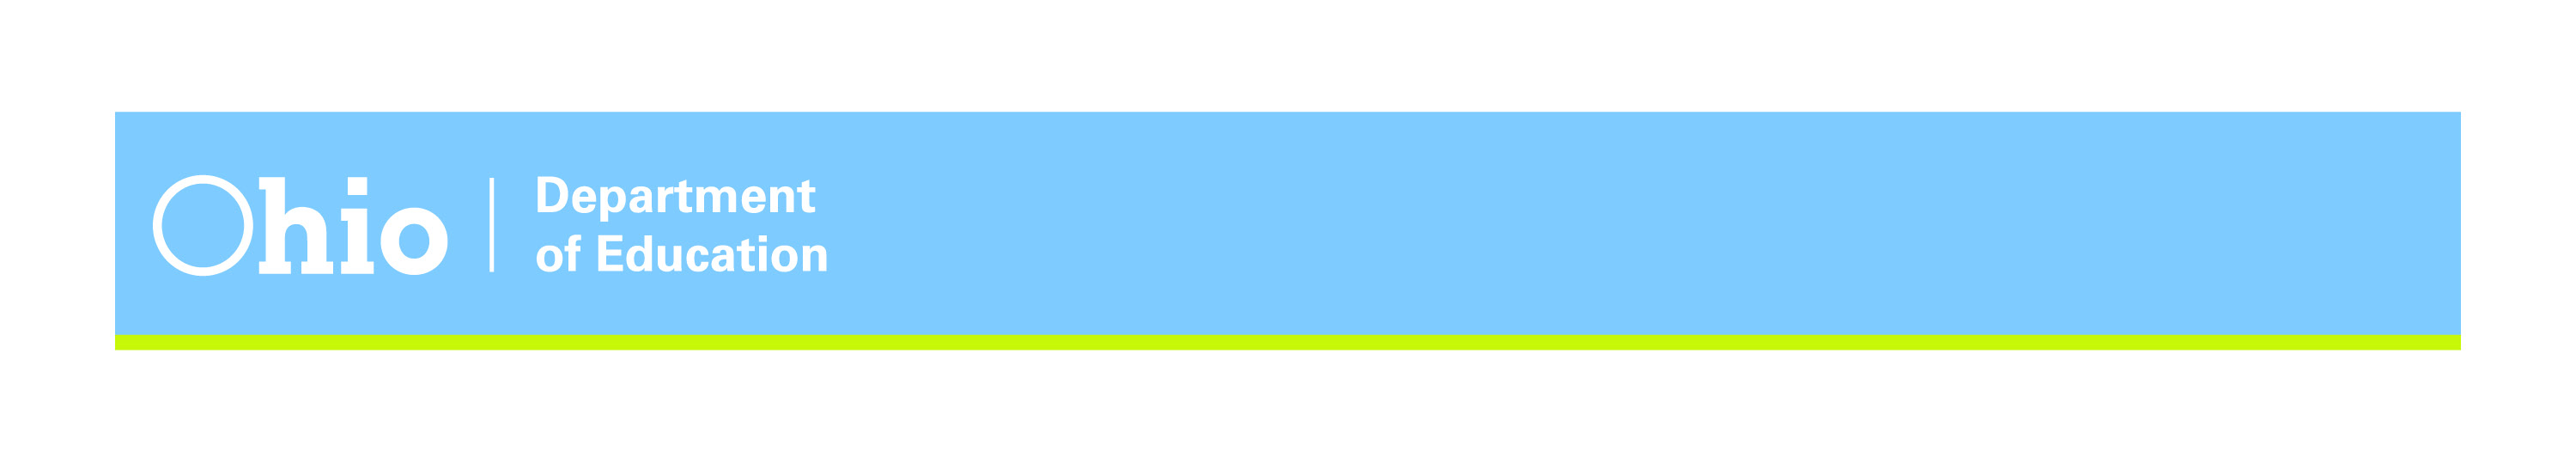 Ohio
Department
of Education